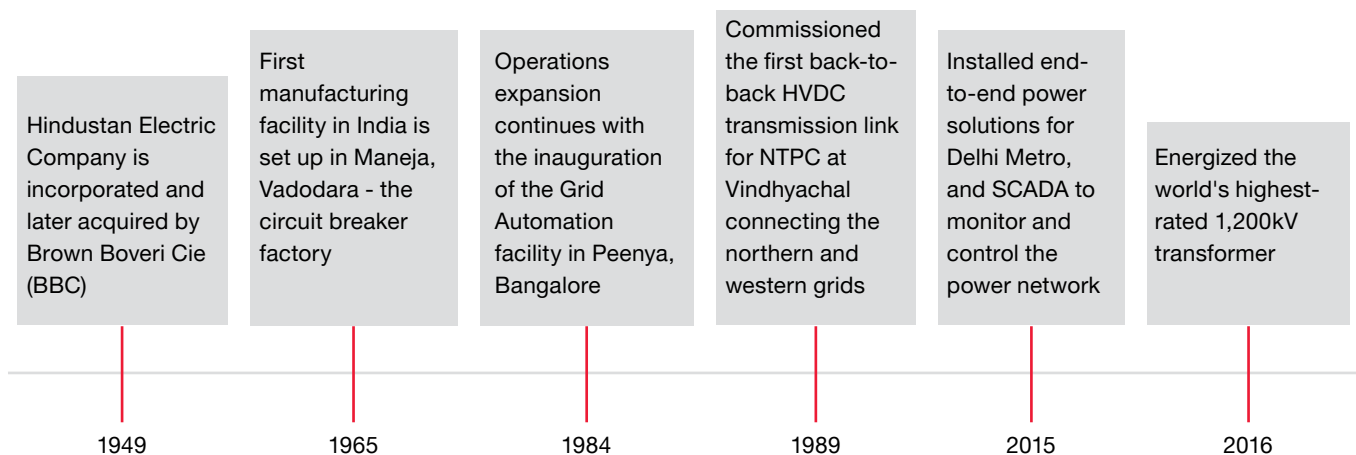 Hindustan Electric
Company is
incorporated and
later acquired by
Brown Boveri Cie
(BBC)
1949
First
manufacturing
facility in India is
set up in Maneja,
Vadodara - the
circuit breaker
factory
1965
Operations
expansion
continues with
the inauguration
of the Grid
Automation
facility in Peenya,
Bangalore
1984
Commissioned
the first back-to-
back HVDC
transmission link
for NTPC at
Vindhyachal
connecting the
northern and
western grids
1989
Installed end-
to-end power
solutions for
Delhi Metro,
and SCADA to
monitor and
control the
power network
2015
Energized the
world's highest-
rated 1,200kV
transformer
2016